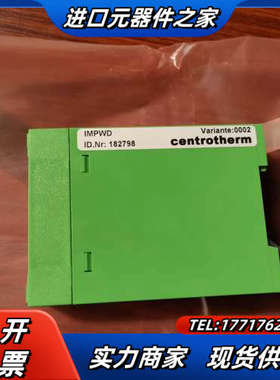 进口元器件之家
IMPWD
Variante:0002
ID.Nr: 182798
centrotherm
开
票
TEL:1771762
实力商家 现货供